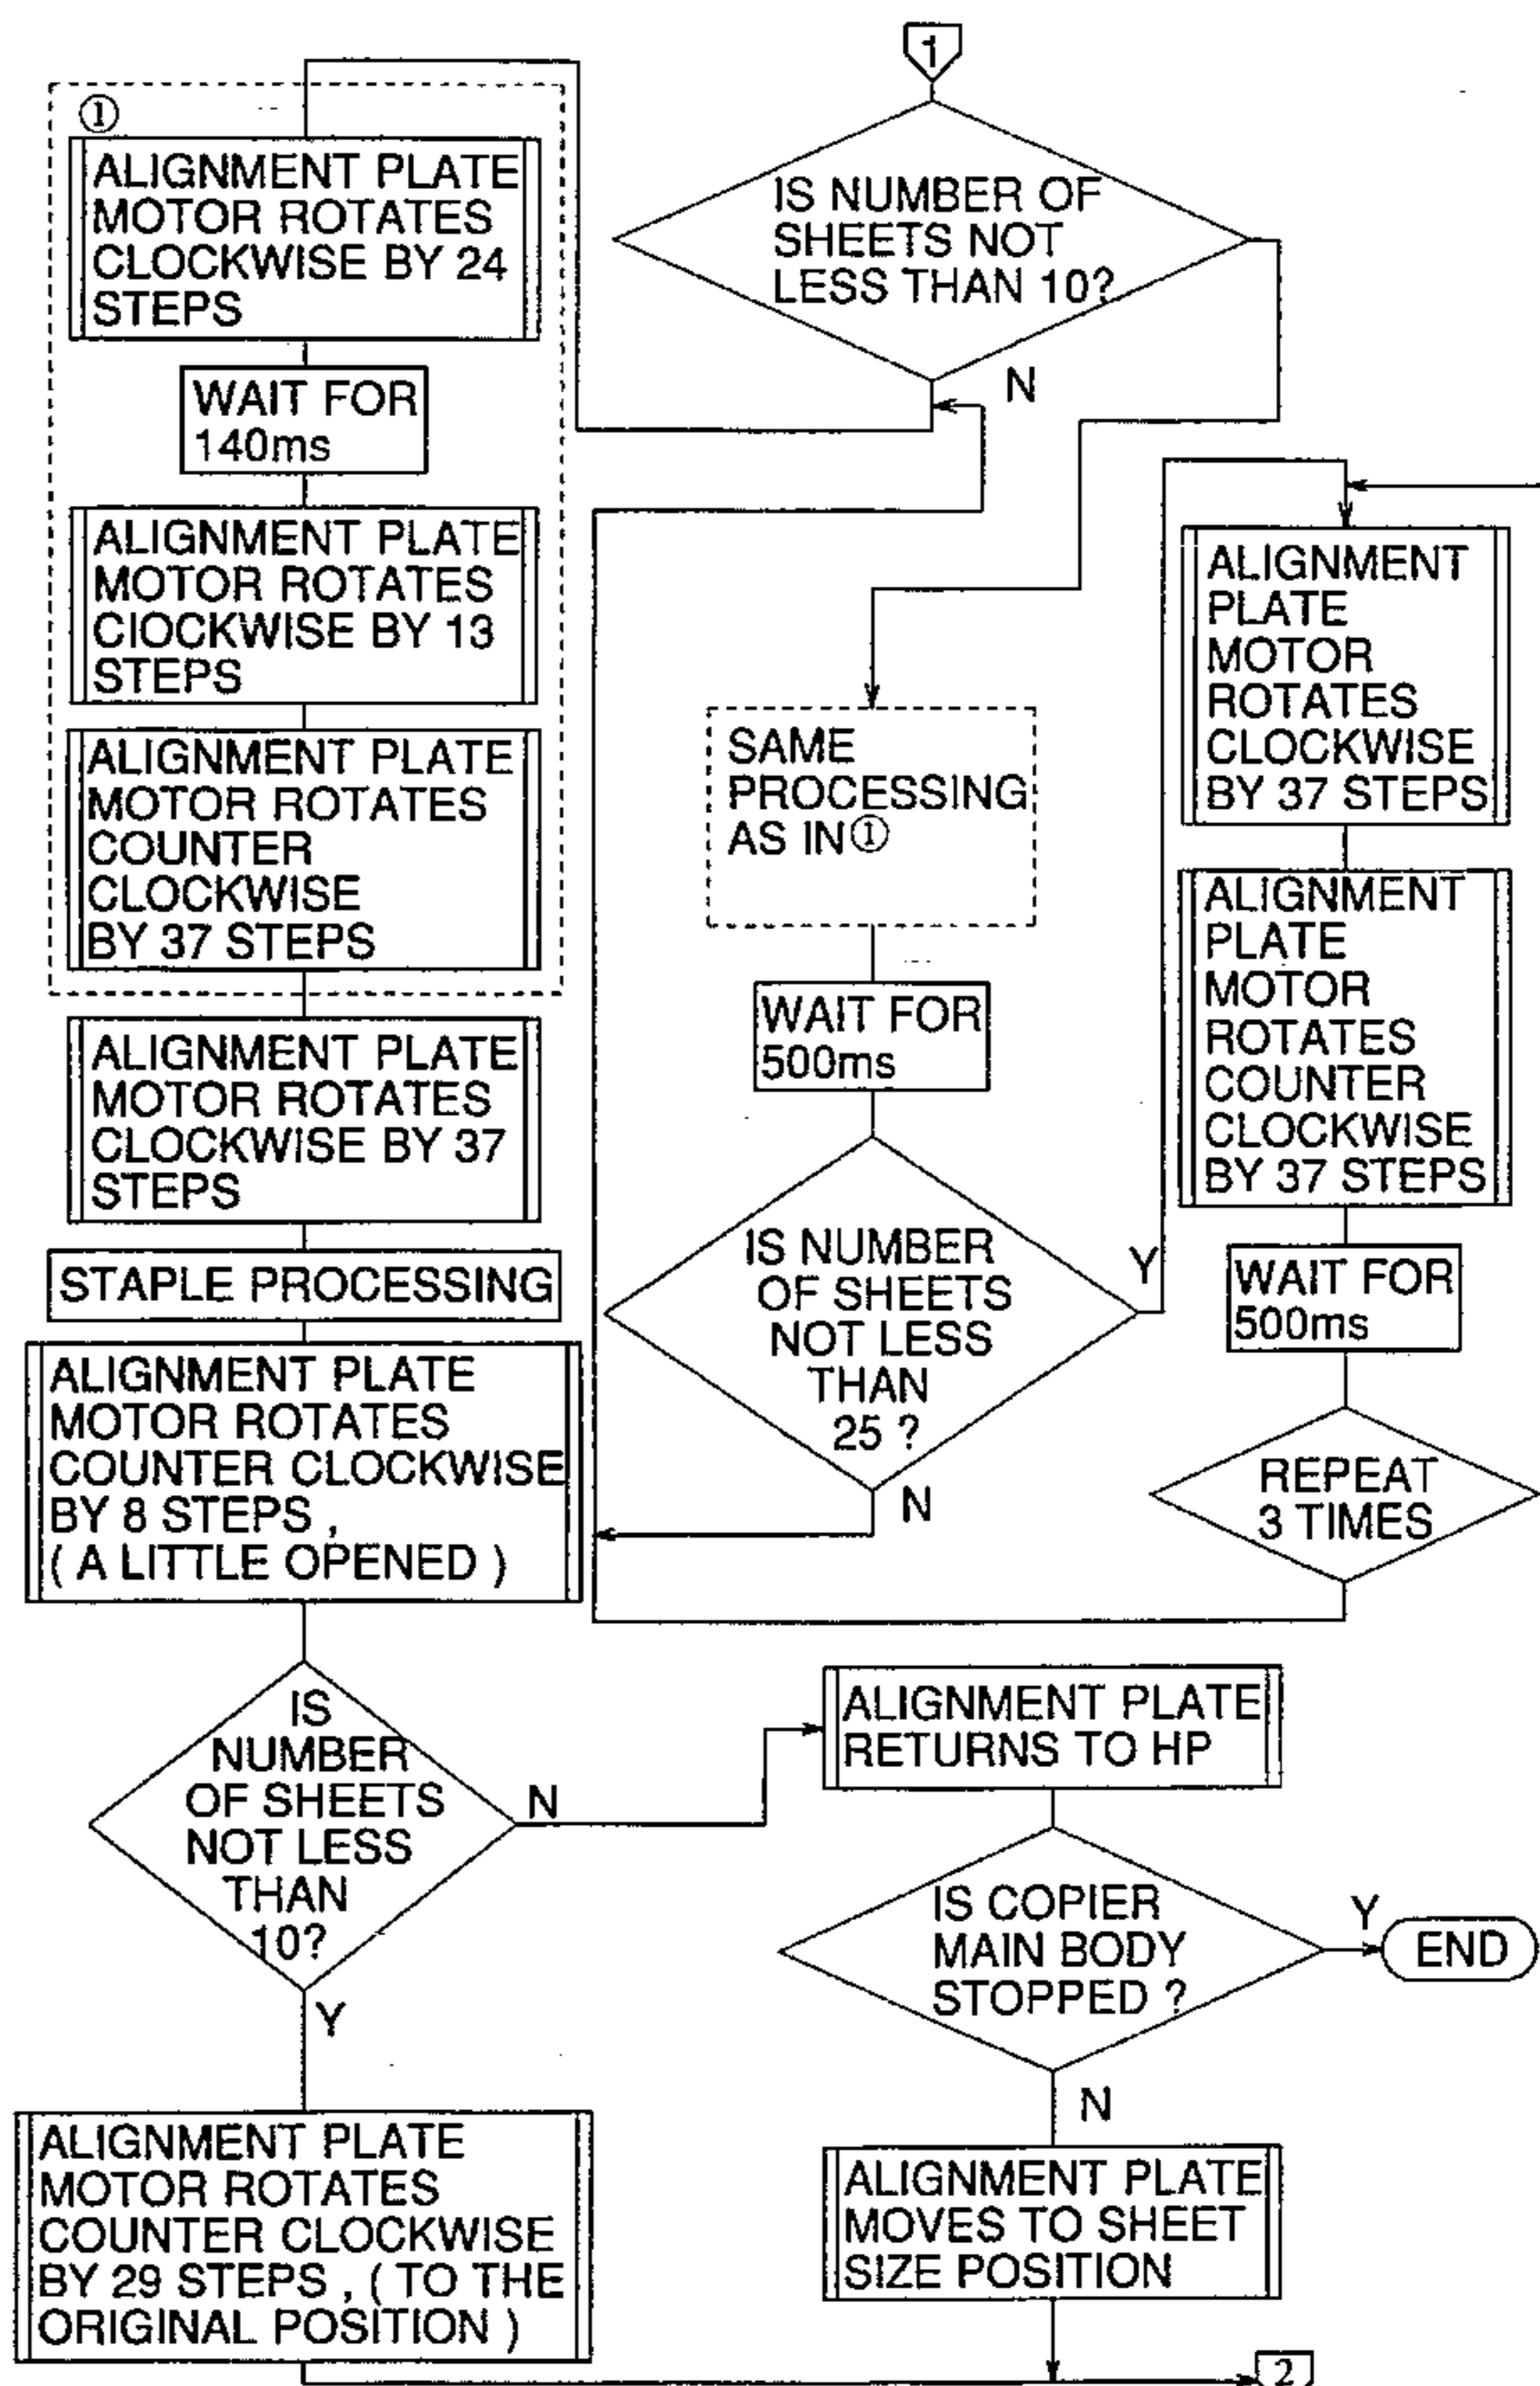 1
IS NUMBER OF
SHEETS NOT
LESS THAN 10?
N
①
ALIGNMENT PLATE
MOTOR ROTATES
CLOCKWISE BY 24
STEPS
WAIT FOR
140ms
ALIGNMENT PLATE
MOTOR ROTATES
CIOCKWISE BY 13
STEPS
ALIGNMENT PLATE
MOTOR ROTATES
COUNTER
CLOCKWISE
BY 37 STEPS
ALIGNMENT PLATE
MOTOR ROTATES
CLOCKWISE BY 37
STEPS
STAPLE PROCESSING
ALIGNMENT PLATE
MOTOR ROTATES
COUNTER CLOCKWISE
BY 8 STEPS ,
( A LITTLE OPENED )
IS
NUMBER
OF SHEETS
NOT LESS
THAN
10?
N
Y
ALIGNMENT PLATE
MOTOR ROTATES
COUNTER CLOCKWISE
BY 29 STEPS , ( TO THE
ORIGINAL POSITION )
SAME
PROCESSING
AS IN ①
WAIT FOR
500ms
IS NUMBER
OF SHEETS
NOT LESS
THAN
25 ?
Y
N
ALIGNMENT
PLATE
MOTOR
ROTATES
CLOCKWISE
BY 37 STEPS
ALIGNMENT
PLATE
MOTOR
ROTATES
COUNTER
CLOCKWISE
BY 37 STEPS
WAIT FOR
500ms
REPEAT
3 TIMES
ALIGNMENT PLATE
RETURNS TO HP
IS COPIER
MAIN BODY
STOPPED ?
Y
END
N
ALIGNMENT PLATE
MOVES TO SHEET
SIZE POSITION
2